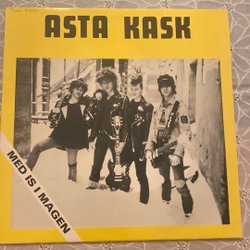 ASTA KASK
MED IS I MAGEN